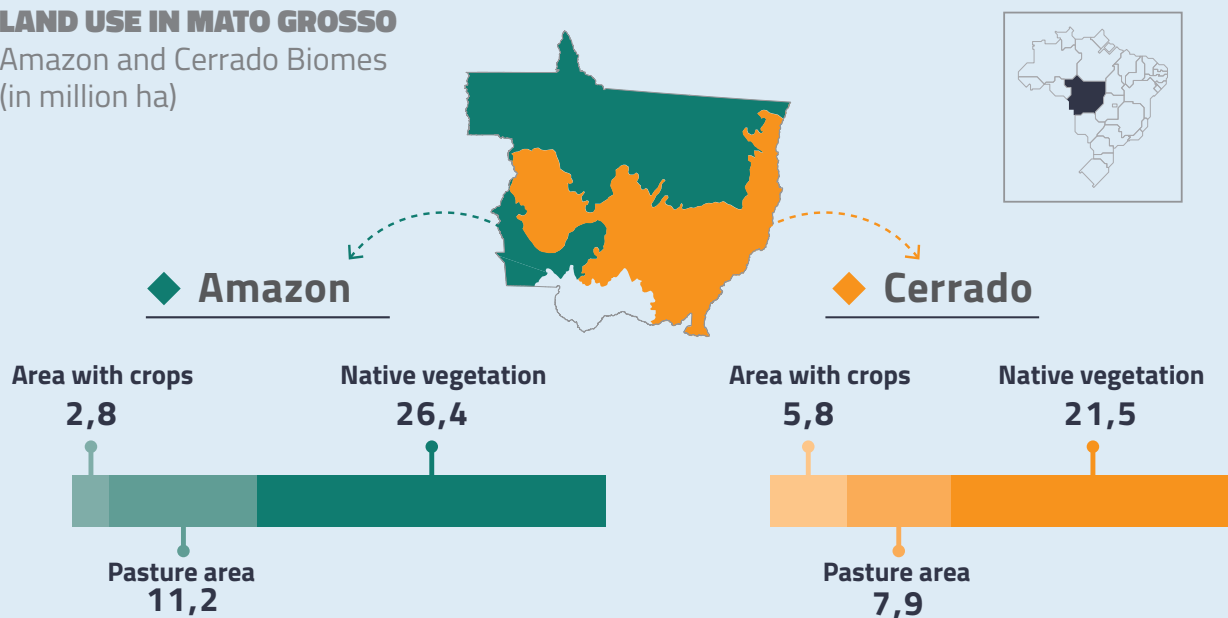 LAND USE IN MATO GROSSO
Amazon and Cerrado Biomes
(in million ha)
Amazon
Area with crops
2,8
Native vegetation
26,4
Pasture area
11,2
Cerrado
Area with crops
5,8
Native vegetation
21,5
Pasture area
7,9